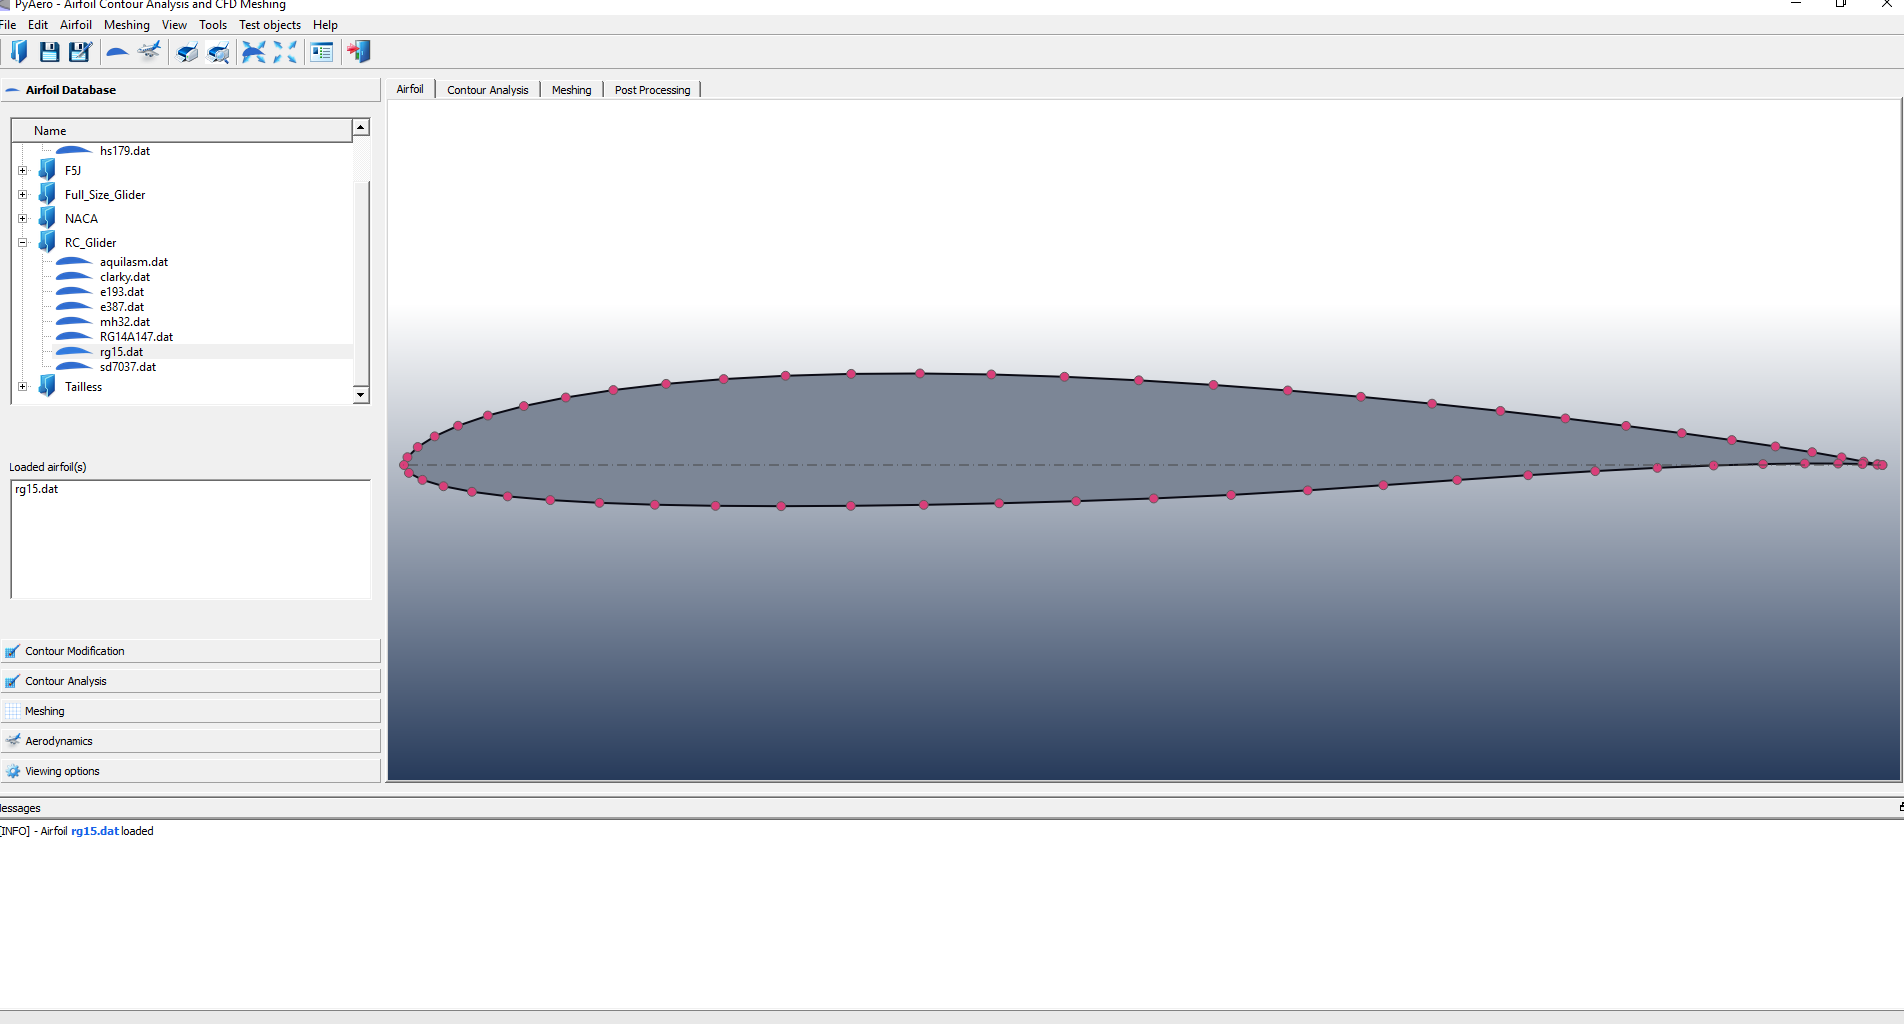 PyAero - Airfoil Contour Analysis and CFD Meshing
File Edit Airfoil Meshing View Tools Test objects Help
Airfoil Database
Name
hs179.dat
F5J
Full_Size_Glider
NACA
RC_Glider
aquilasm.dat
clarky.dat
e193.dat
e387.dat
mh32.dat
RG14A147.dat
rg15.dat
sd7037.dat
Tailless
Loaded airfoil(s)
rg15.dat
Contour Modification
Contour Analysis
Meshing
Aerodynamics
Viewing options
Airfoil Contour Analysis Meshing Post Processing
Messages
[INFO] - Airfoil rg15.dat loaded